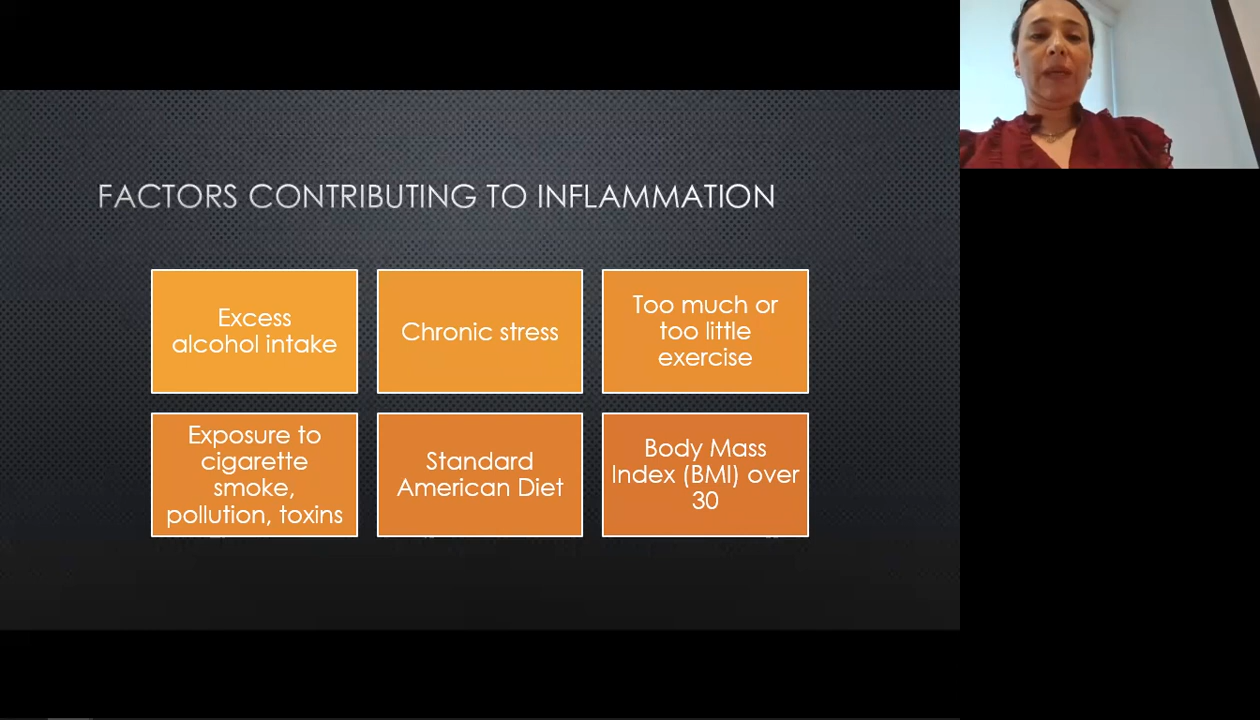 FACTORS CONTRIBUTING TO INFLAMMATION
Excess
alcohol intake
Chronic stress
Too much or
too little
exercise
Exposure to
cigarette
smoke,
pollution, toxins
Standard
American Diet
Body Mass
Index (BMI) over
30